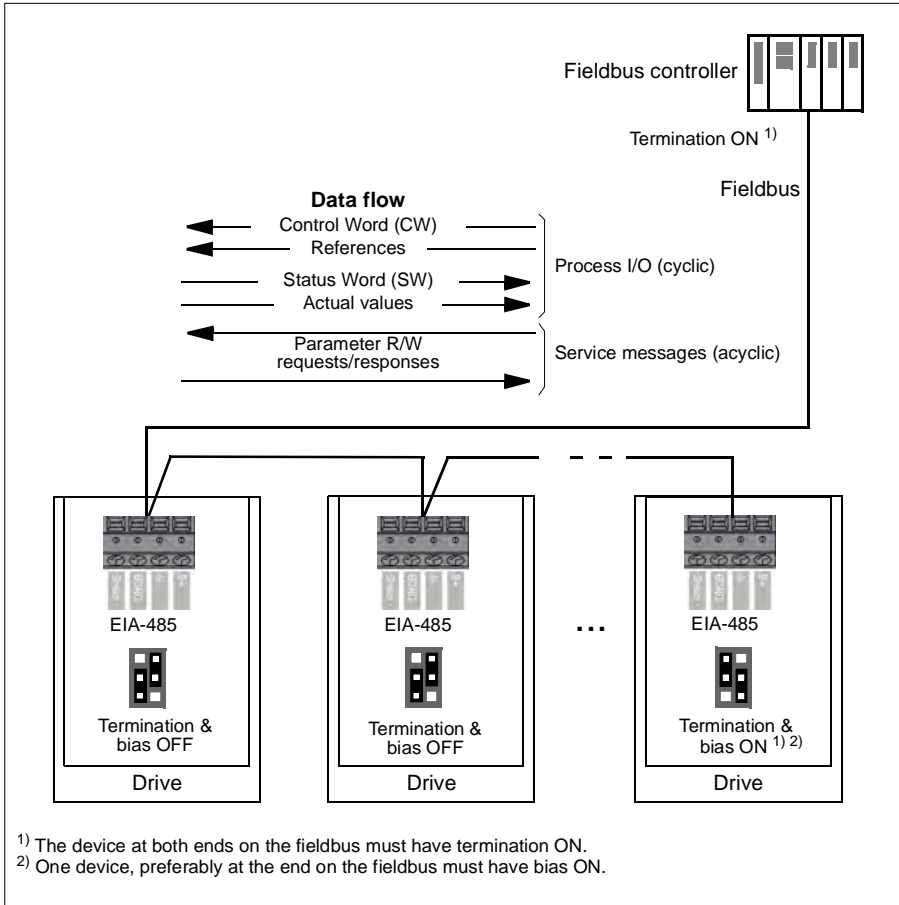 Fieldbus controller
Termination ON 1)
Fieldbus
Data flow
Control Word (CW)
References
Process I/O (cyclic)
Status Word (SW)
Actual values
Parameter R/W
requests/responses
Service messages (acyclic)
EIA-485
Termination &
bias OFF
Drive
EIA-485
Termination &
bias OFF
Drive
...
EIA-485
Termination &
bias ON 1) 2)
Drive
1) The device at both ends on the fieldbus must have termination ON.
2) One device, preferably at the end on the fieldbus must have bias ON.